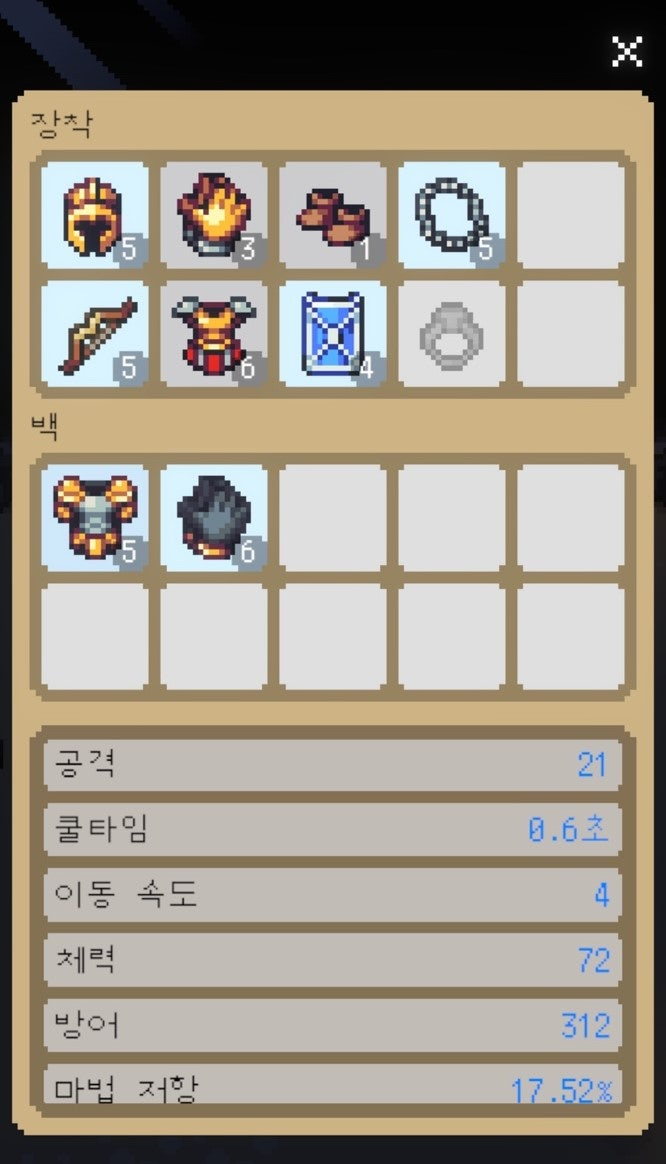 장착
5 3 1 5
5 6 4
백
5 6
공격 21
쿨타임 0.6초
이동 속도 4
체력 72
방어 312
마법 저항 17.52%